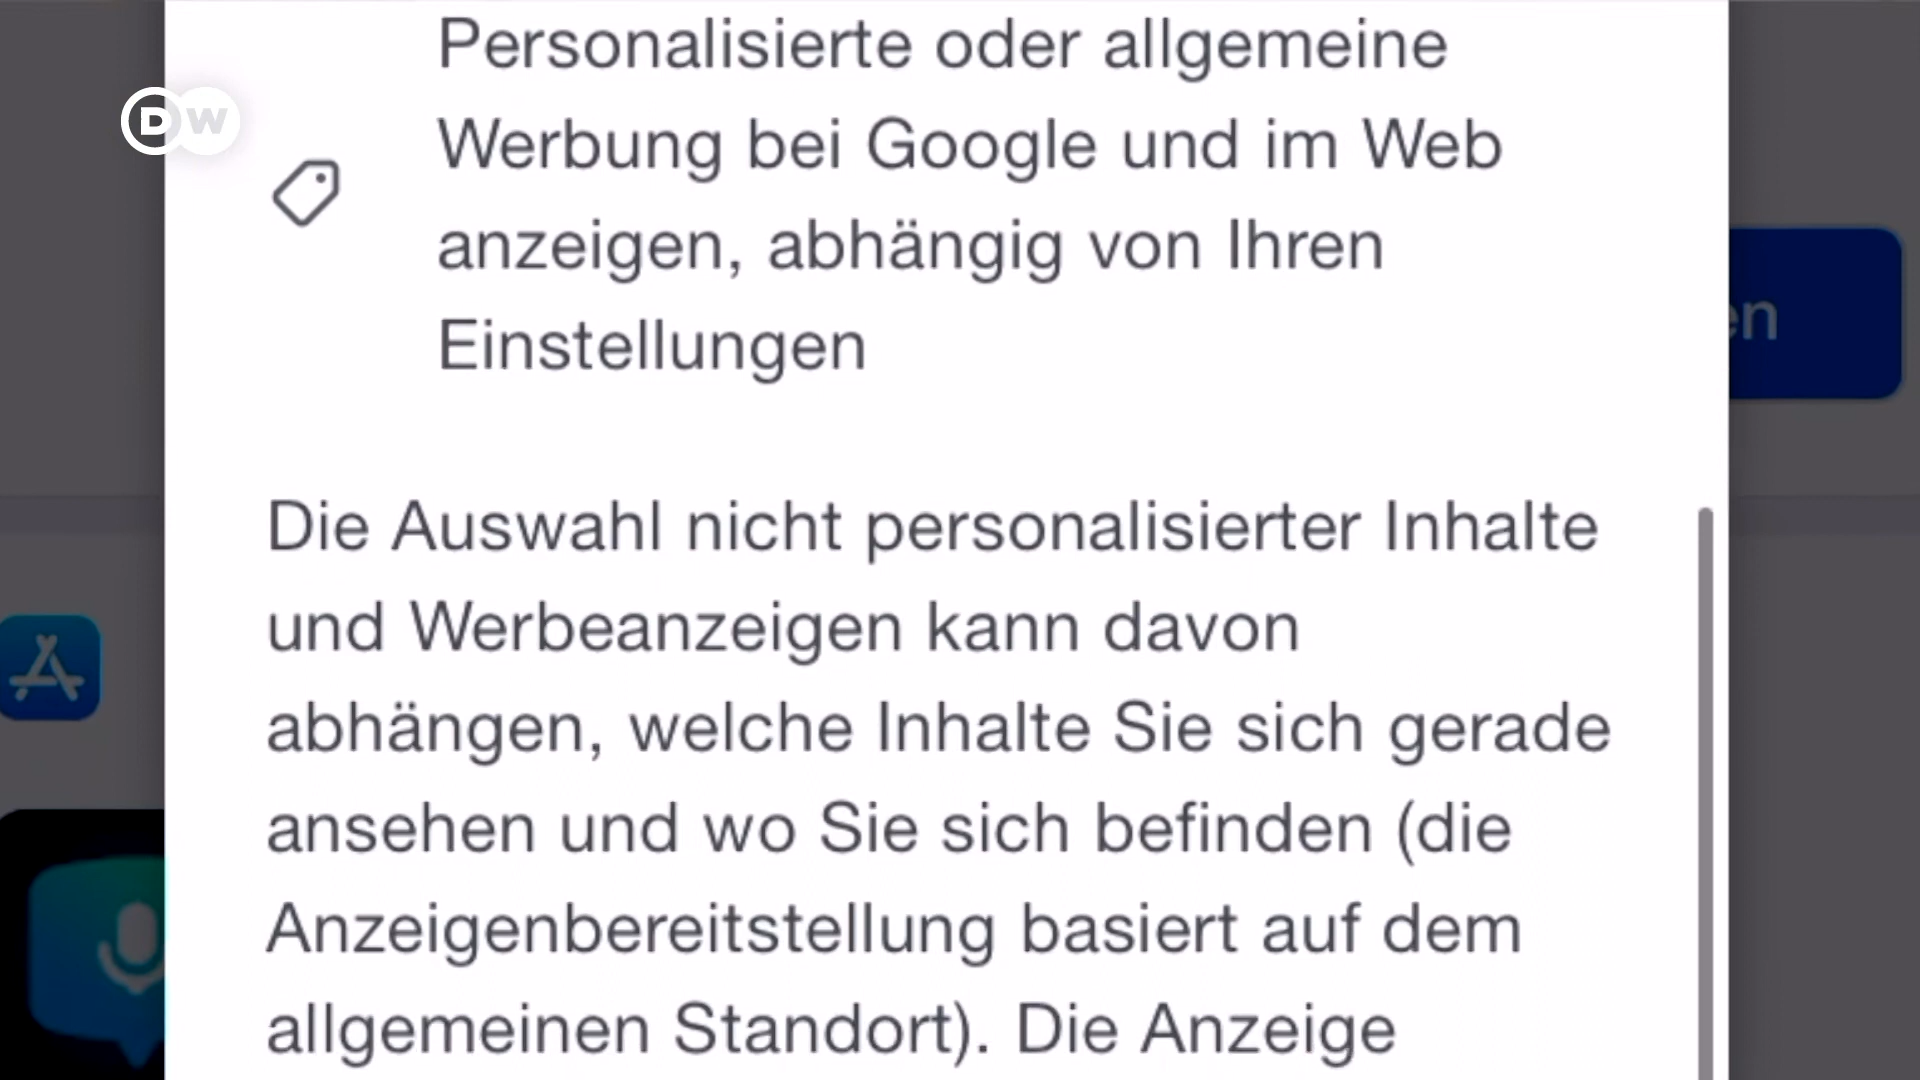 Personalisierte oder allgemeine
DW
Werbung bei Google und im Web
anzeigen, abhängig von Ihren
en
Einstellungen
Die Auswahl nicht personalisierter Inhalte
und Werbeanzeigen kann davon
abhängen, welche Inhalte Sie sich gerade
ansehen und wo Sie sich befinden (die
Anzeigenbereitstellung basiert auf dem
allgemeinen Standort). Die Anzeige